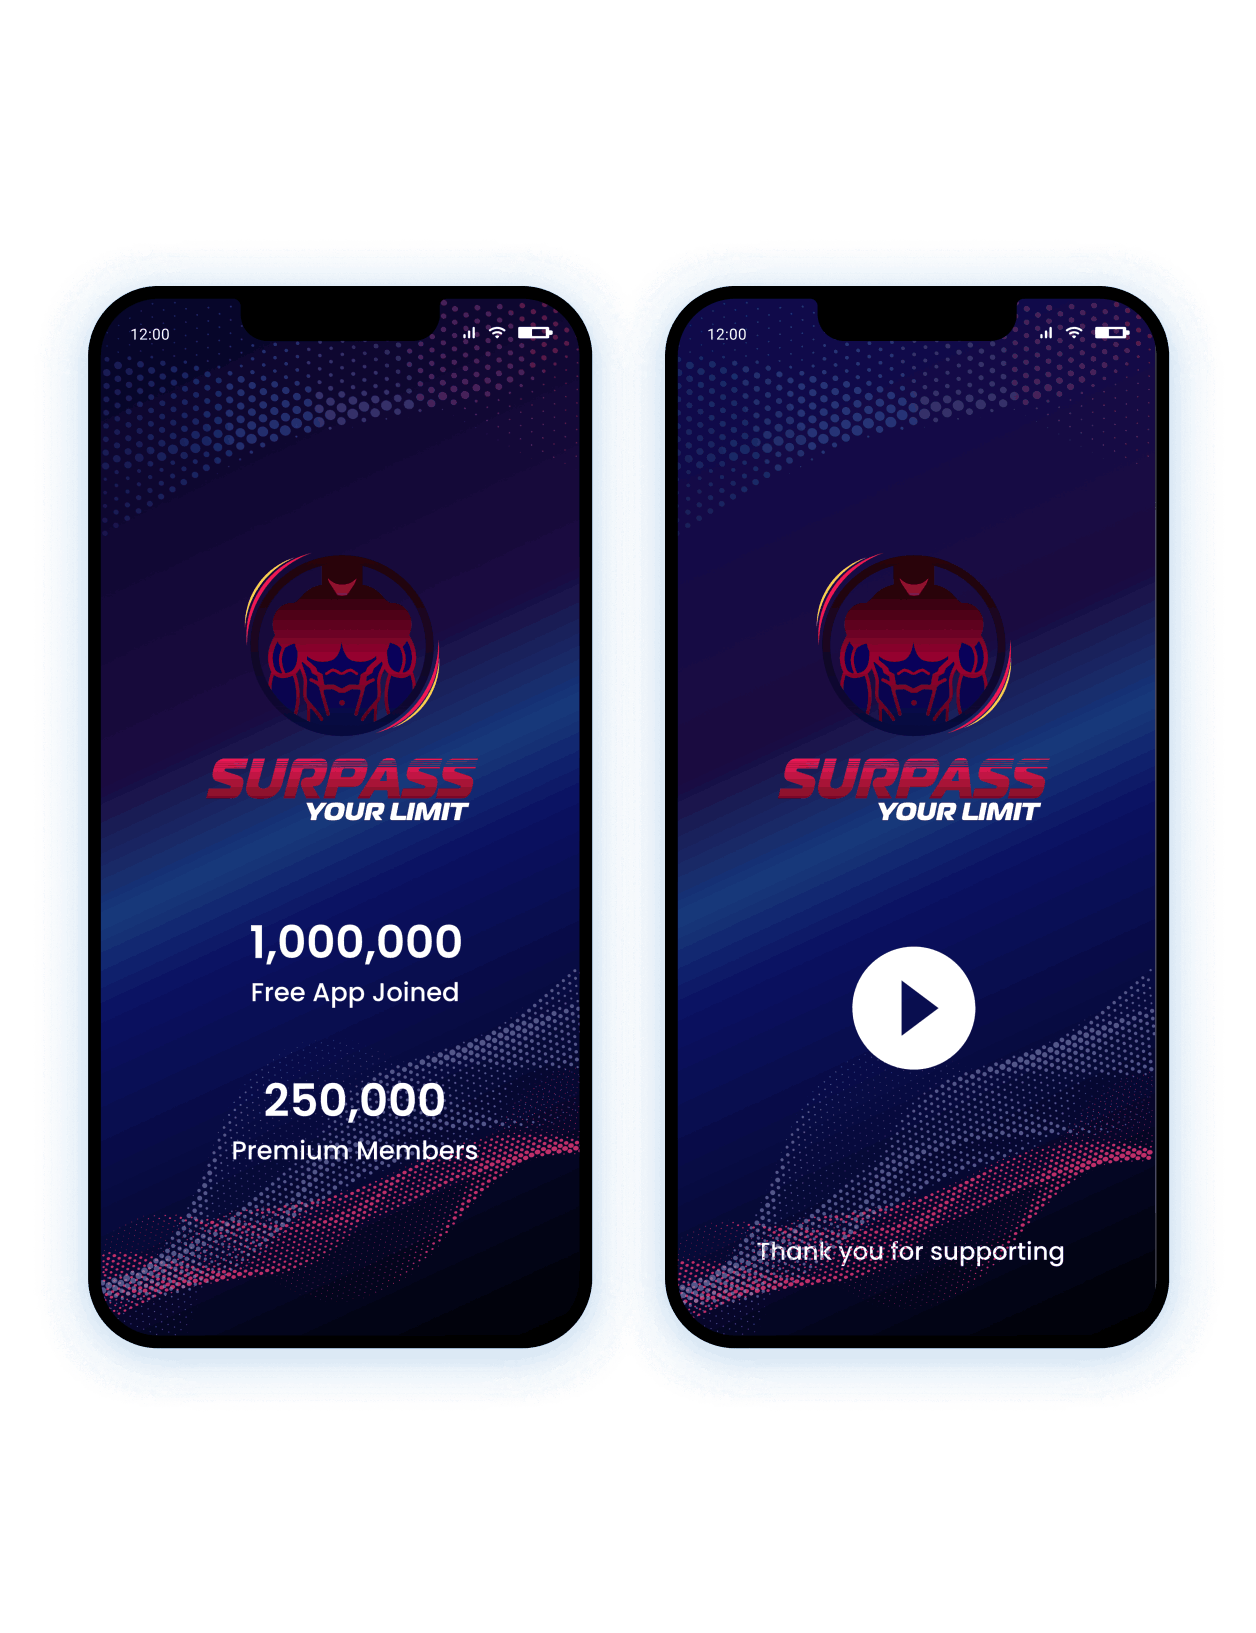 12:00
SURPASS
YOUR LIMIT
1,000,000
Free App Joined
250,000
Premium Members
12:00
SURPASS
YOUR LIMIT
Thank you for supporting